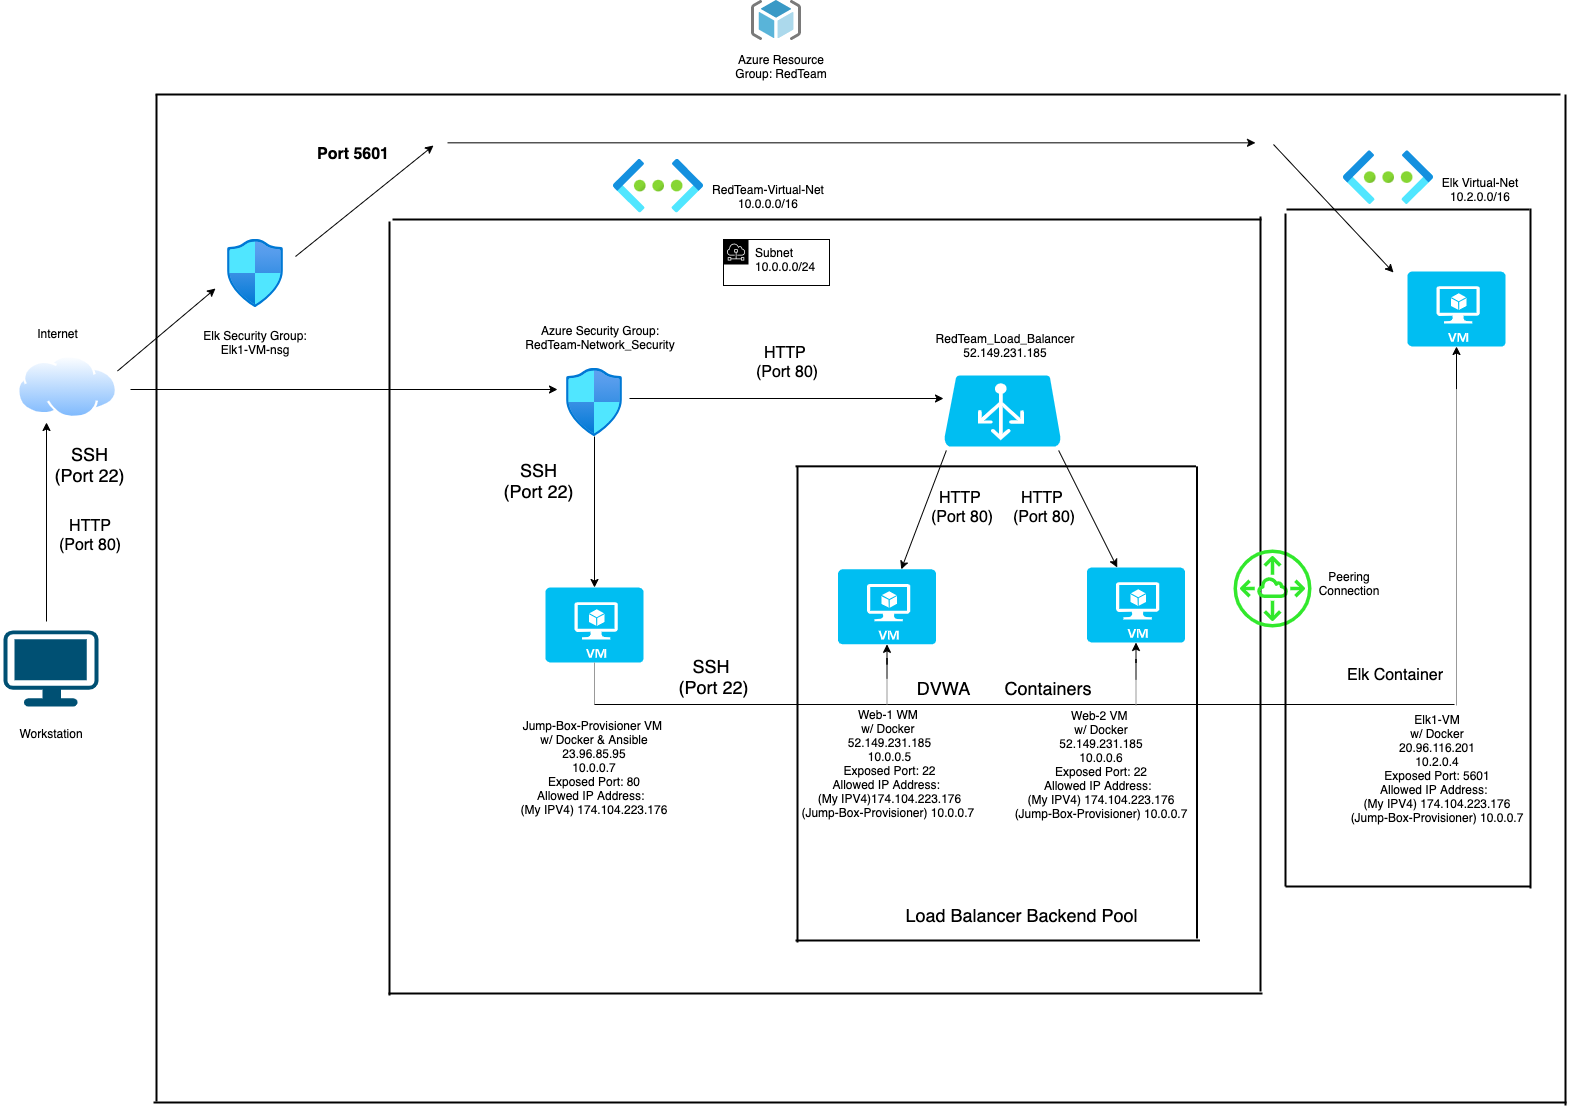 Azure Resource
Group: RedTeam
Port 5601
RedTeam-Virtual-Net
10.0.0.0/16
Elk Virtual-Net
10.2.0.0/16
Subnet
10.0.0.0/24
Internet
Elk Security Group:
Elk1-VM-nsg
Azure Security Group:
RedTeam-Network_Security
HTTP
(Port 80)
RedTeam_Load_Balancer
52.149.231.185
VM
SSH
(Port 22)
HTTP
(Port 80)
SSH
(Port 22)
HTTP
(Port 80)
HTTP
(Port 80)
VM
VM
VM
Peering
Connection
SSH
(Port 22)
DVWA
Containers
Elk Container
Workstation
Jump-Box-Provisioner VM
w/ Docker & Ansible
23.96.85.95
10.0.0.7
Exposed Port: 80
Allowed IP Address:
(My IPV4) 174.104.223.176
Web-1 WM
w/ Docker
52.149.231.185
10.0.0.5
Exposed Port: 22
Allowed IP Address:
(My IPV4)174.104.223.176
(Jump-Box-Provisioner) 10.0.0.7
Web-2 VM
w/ Docker
52.149.231.185
10.0.0.6
Exposed Port: 22
Allowed IP Address:
(My IPV4) 174.104.223.176
(Jump-Box-Provisioner) 10.0.0.7
Elk1-VM
w/ Docker
20.96.116.201
10.2.0.4
Exposed Port: 5601
Allowed IP Address:
(My IPV4) 174.104.223.176
(Jump-Box-Provisioner) 10.0.0.7
Load Balancer Backend Pool